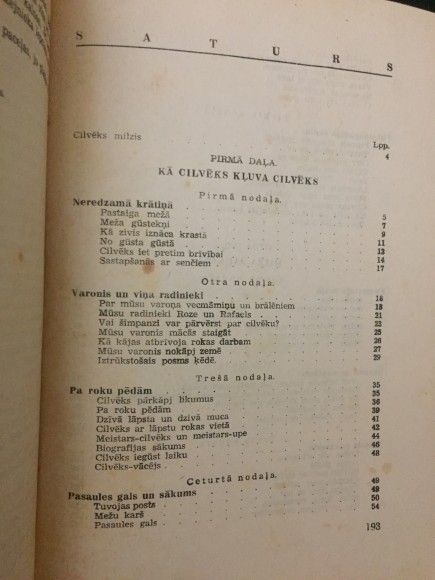 SATURS
Lpp.
Cilvēks milzis 4
PIRMĀ DAĻA.
KĀ CILVĒKS KĻUVA CILVĒKS
Pirmā nodaļa.
Neredzamā krātiņā 5
Pastaiga mežā 7
Meža gūstekņi 9
Kā zivis iznāca krastā 11
No gūsta gūstā 13
Cilvēks iet pretim brīvībai 14
Sastapšanās ar senčiem 17
Otra nodaļa.
Varonis un viņa radinieki 18
Par mūsu varoņa vecmāmiņu un brālēniem 18
Mūsu radinieki Roze un Rafaels 21
Vai šimpanzi var pārvērst par cilvēku? 22
Mūsu varonis mācās staigāt 25
Kā kājas atbrīvoja rokas darbam 26
Mūsu varonis nokāpj zemē 27
Iztrūkstošais posms ķēdē. 29
Trešā nodaļa.
Pa roku pēdām 35
Cilvēks pārkāpj likumus 35
Pa roku pēdām 36
Dzīvā lāpsta un dzīvā muca 39
Cilvēks ar lāpstu rokas vietā 41
Meistars-cilvēks un meistars-upe 42
Biografijas sākums 44
Cilvēks iegūst laiku 46
Cilvēks-vācējs 48
Ceturtā nodaļa.
Pasaules gals un sākums 49
Tuvojas posts 49
Mežu karš 50
Pasaules gals 54
193